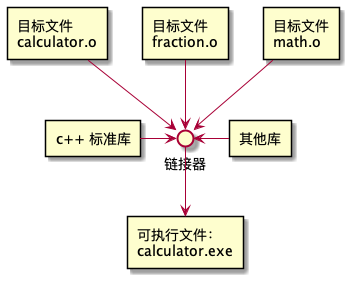 目标文件
calculator.o
目标文件
fraction.o
目标文件
math.o
c++ 标准库
其他库
链接器
可执行文件：
calculator.exe